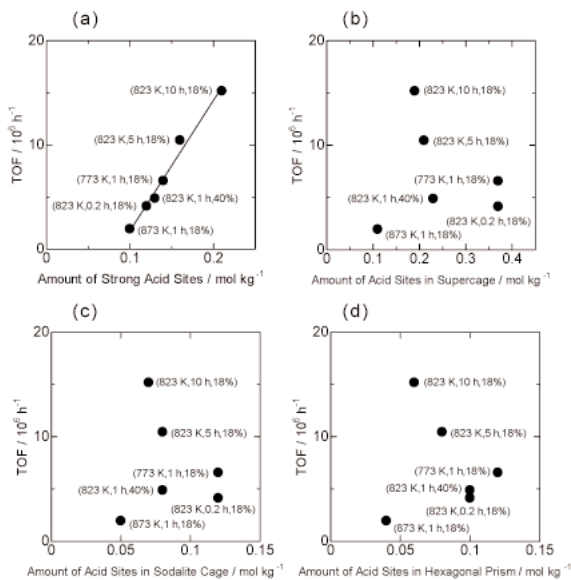 (a)
20
10
0
TOF / 10⁶ h⁻¹
(823 K,10 h,18%)
(823 K,5 h,18%)
(773 K,1 h,18%)
(823 K,1 h,40%)
(823 K,0.2 h,18%)
(873 K,1 h,18%)
0.1
0.2
Amount of Strong Acid Sites / mol kg⁻¹
(b)
20
10
0
TOF / 10⁶ h⁻¹
(823 K,10 h,18%)
(823 K,5 h,18%)
(773 K,1 h,18%)
(823 K,1 h,40%)
(823 K,0.2 h,18%)
(873 K,1 h,18%)
0
0.1
0.2
0.3
0.4
Amount of Acid Sites in Supercage / mol kg⁻¹
(c)
20
10
0
TOF / 10⁶ h⁻¹
(823 K,10 h,18%)
(823 K,5 h,18%)
(773 K,1 h,18%)
(823 K,1 h,40%)
(823 K,0.2 h,18%)
(873 K,1 h,18%)
0
0.05
0.1
0.15
Amount of Acid Sites in Sodalite Cage / mol kg⁻¹
(d)
20
10
0
TOF / 10⁶ h⁻¹
(823 K,10 h,18%)
(823 K,5 h,18%)
(773 K,1 h,18%)
(823 K,1 h,40%)
(823 K,0.2 h,18%)
(873 K,1 h,18%)
0
0.05
0.1
0.15
Amount of Acid Sites in Hexagonal Prism / mol kg⁻¹